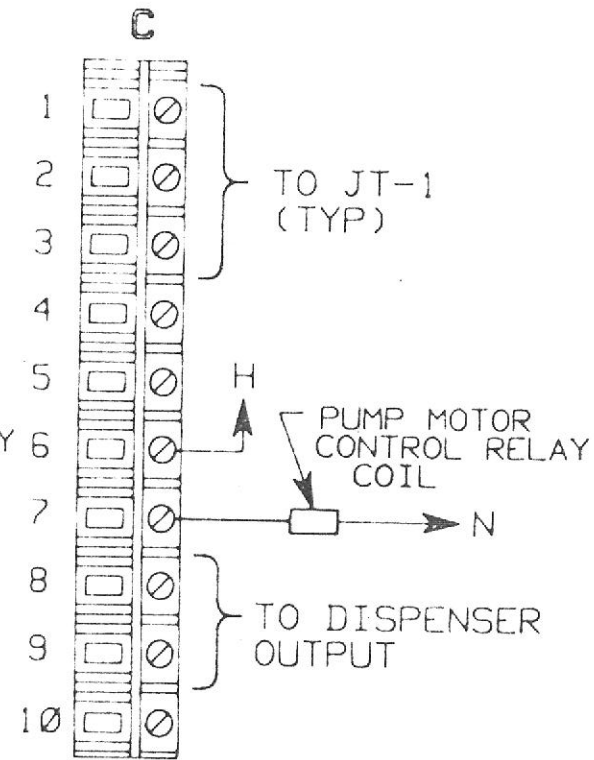 C
1
2
3
TO JT-1
(TYP)
4
5
H
Y 6
PUMP MOTOR
CONTROL RELAY
COIL
7
N
8
9
TO DISPENSER
OUTPUT
10